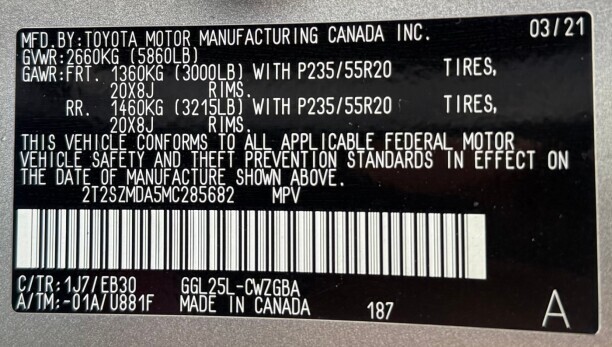 MFD.BY:TOYOTA MOTOR MANUFACTURING CANADA INC. 03/21
GVWR:2660KG (5860LB)
GAWR:FRT. 1360KG (3000LB) WITH P235/55R20 TIRES,
20X8J RIMS.
RR. 1460KG (3215LB) WITH P235/55R20 TIRES,
20X8J RIMS.
THIS VEHICLE CONFORMS TO ALL APPLICABLE FEDERAL MOTOR
VEHICLE SAFETY AND THEFT PREVENTION STANDARDS IN EFFECT ON
THE DATE OF MANUFACTURE SHOWN ABOVE.
2T2SZMDA5MC285682 MPV
C/TR:1J7/EB30 GGL25L-CWZGBA
A/TM:-01A/U881F MADE IN CANADA 187 A